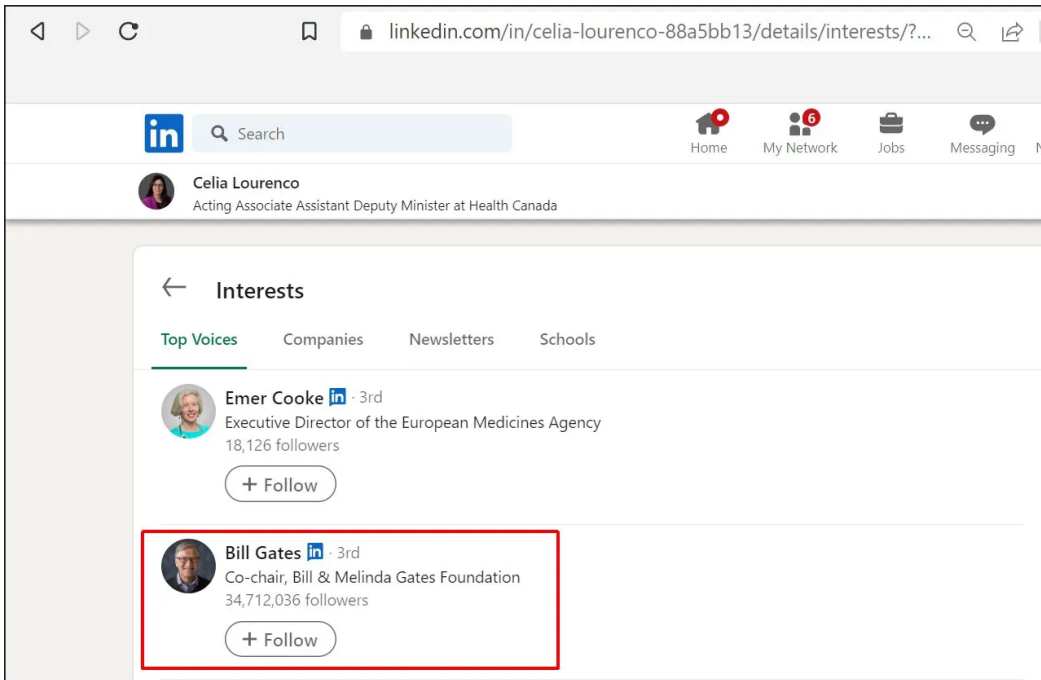 linkedin.com/in/celia-lourenco-88a5bb13/details/interests/?...
in
Search
6
Home
My Network
Jobs
Messaging
Celia Lourenco
Acting Associate Assistant Deputy Minister at Health Canada
Interests
Top Voices
Companies
Newsletters
Schools
Emer Cooke in · 3rd
Executive Director of the European Medicines Agency
18,126 followers
+ Follow
Bill Gates in · 3rd
Co-chair, Bill & Melinda Gates Foundation
34,712,036 followers
+ Follow